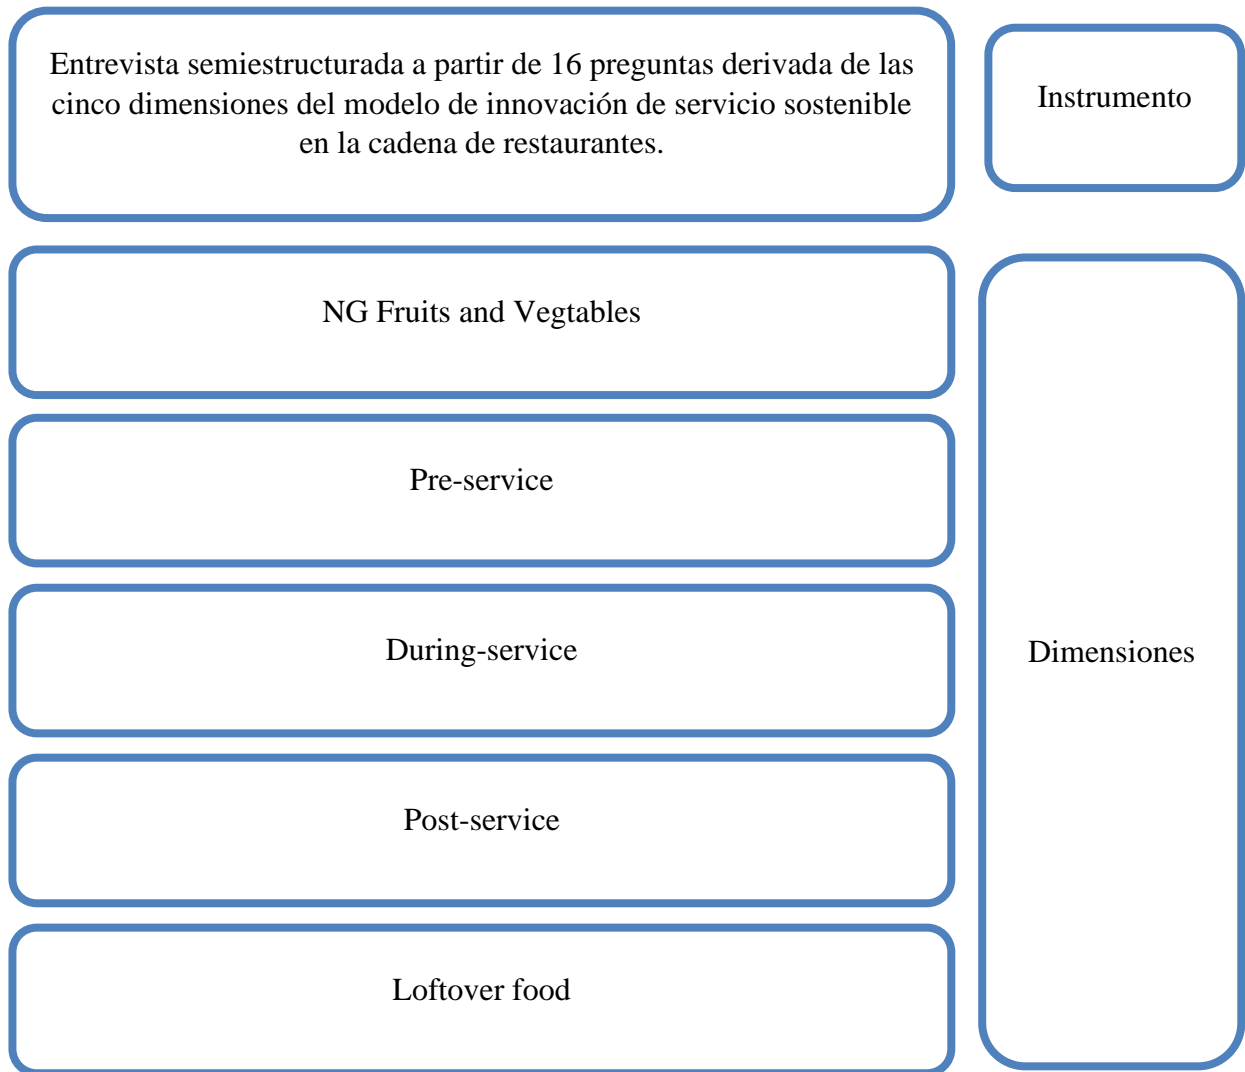 Entrevista semiestructurada a partir de 16 preguntas derivada de las
cinco dimensiones del modelo de innovación de servicio sostenible
en la cadena de restaurantes.
Instrumento
NG Fruits and Vegtables
Pre-service
During-service
Post-service
Loftover food
Dimensiones